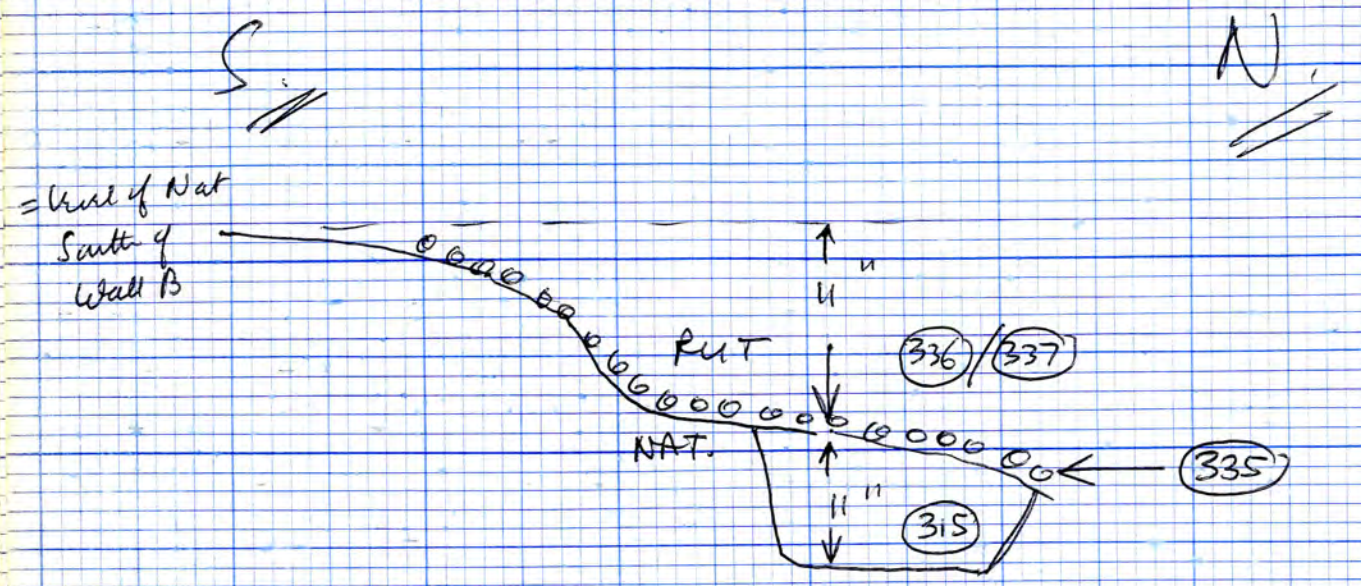 S.
N.
= Level of Nat
South of
Wall B
11"
RUT
336/337
NAT.
335
11"
315